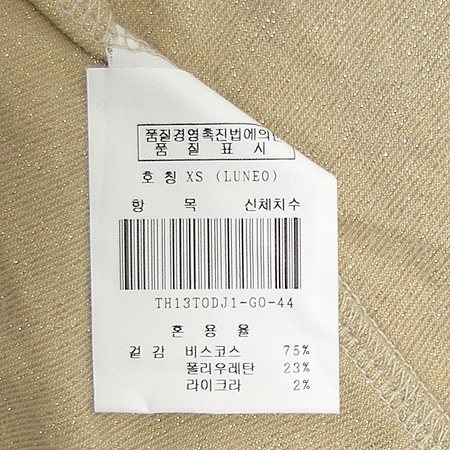 품질경영촉진법에의한
품 질 표 시
호 칭 XS (LUNEO)
항 목 신체치수
TH13TODJ1-GO-44
혼 용 율
겉 감 비스코스 75%
폴리우레탄 23%
라이크라 2%